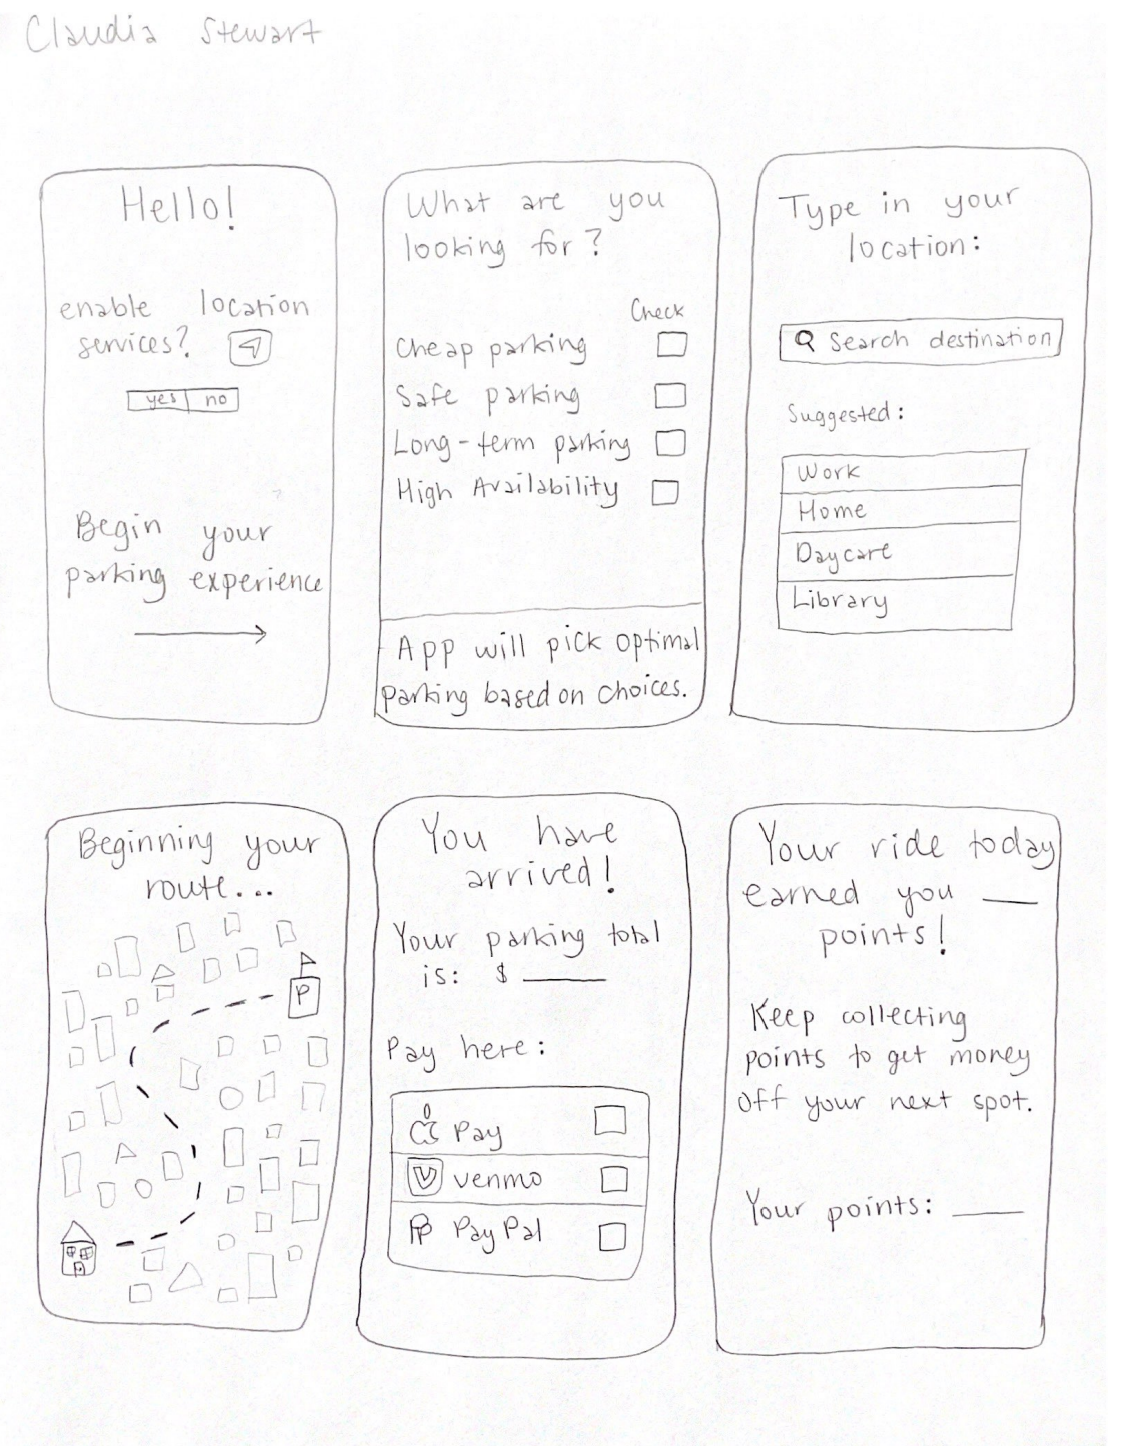 Claudia Stewart
Hello!
enable location
services?
yes no
Begin your
parking experience
What are you
looking for?
Check
Cheap parking
Safe parking
Long-term parking
High Availability
App will pick optimal
parking based on choices.
Type in your
location:
Search destination
Suggested:
Work
Home
Daycare
Library
Beginning your
route...
P
You have
arrived!
Your parking total
is: $
Pay here:
Pay
V venmo
PP PayPal
Your ride today
earned you
points!
Keep collecting
points to get money
off your next spot.
Your points: